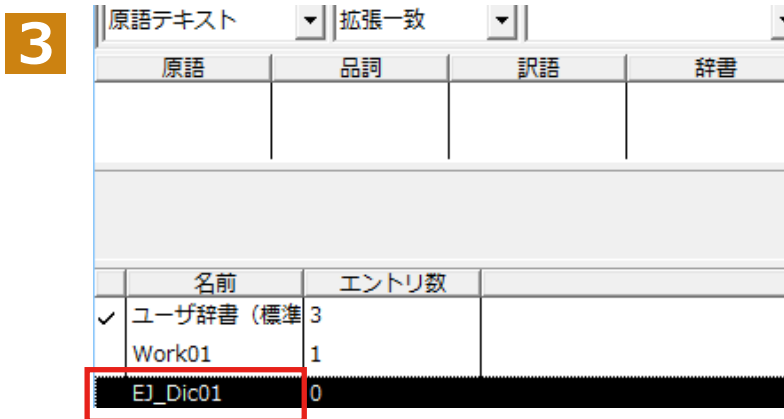 3
原語テキスト 拡張一致
原語 品詞 訳語 辞書
名前 エントリ数
ユーザ辞書（標準 3
Work01 1
EJ_Dic01 0